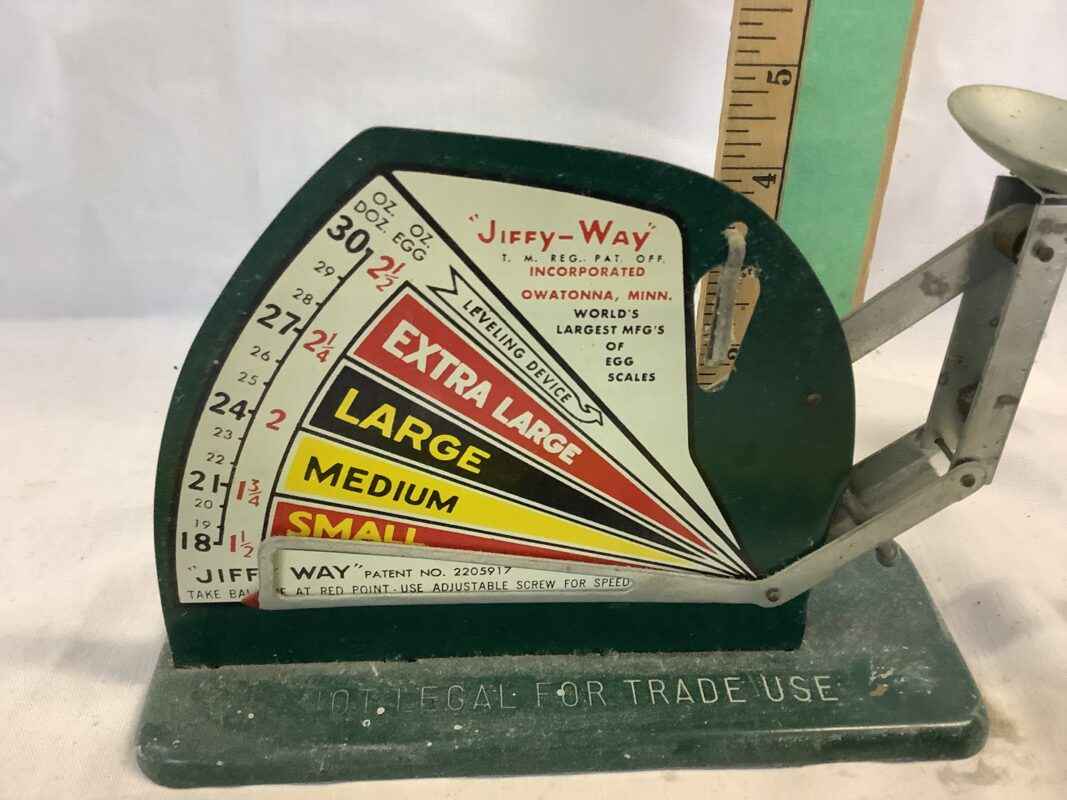 OZ. OZ.
DOZ. EGG
30 2½
29
28
27 2¼
26
25
24 2
23
22
21 1¾
20
19
18 1½
"JIFFY-WAY"
T. M. REG. PAT. OFF.
INCORPORATED
OWATONNA, MINN.
WORLD'S
LARGEST MFG'S
OF
EGG
SCALES
LEVELING DEVICE
EXTRA LARGE
LARGE
MEDIUM
SMALL
"JIFF WAY" PATENT NO. 2205917
TAKE BAL E AT RED POINT - USE ADJUSTABLE SCREW FOR SPEED
OT LEGAL FOR TRADE USE
5
4